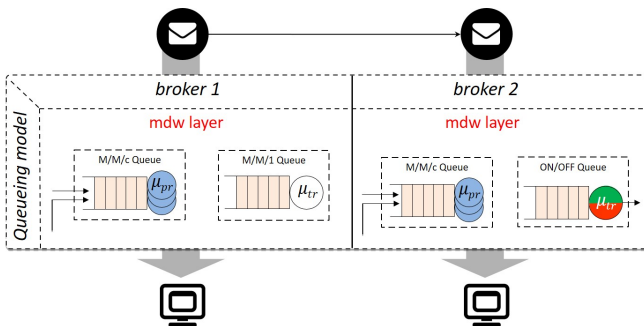 broker 1
broker 2
Queueing model
mdw layer
mdw layer
M/M/c Queue
M/M/1 Queue
M/M/c Queue
ON/OFF Queue
μpr
μtr
μpr
μtr